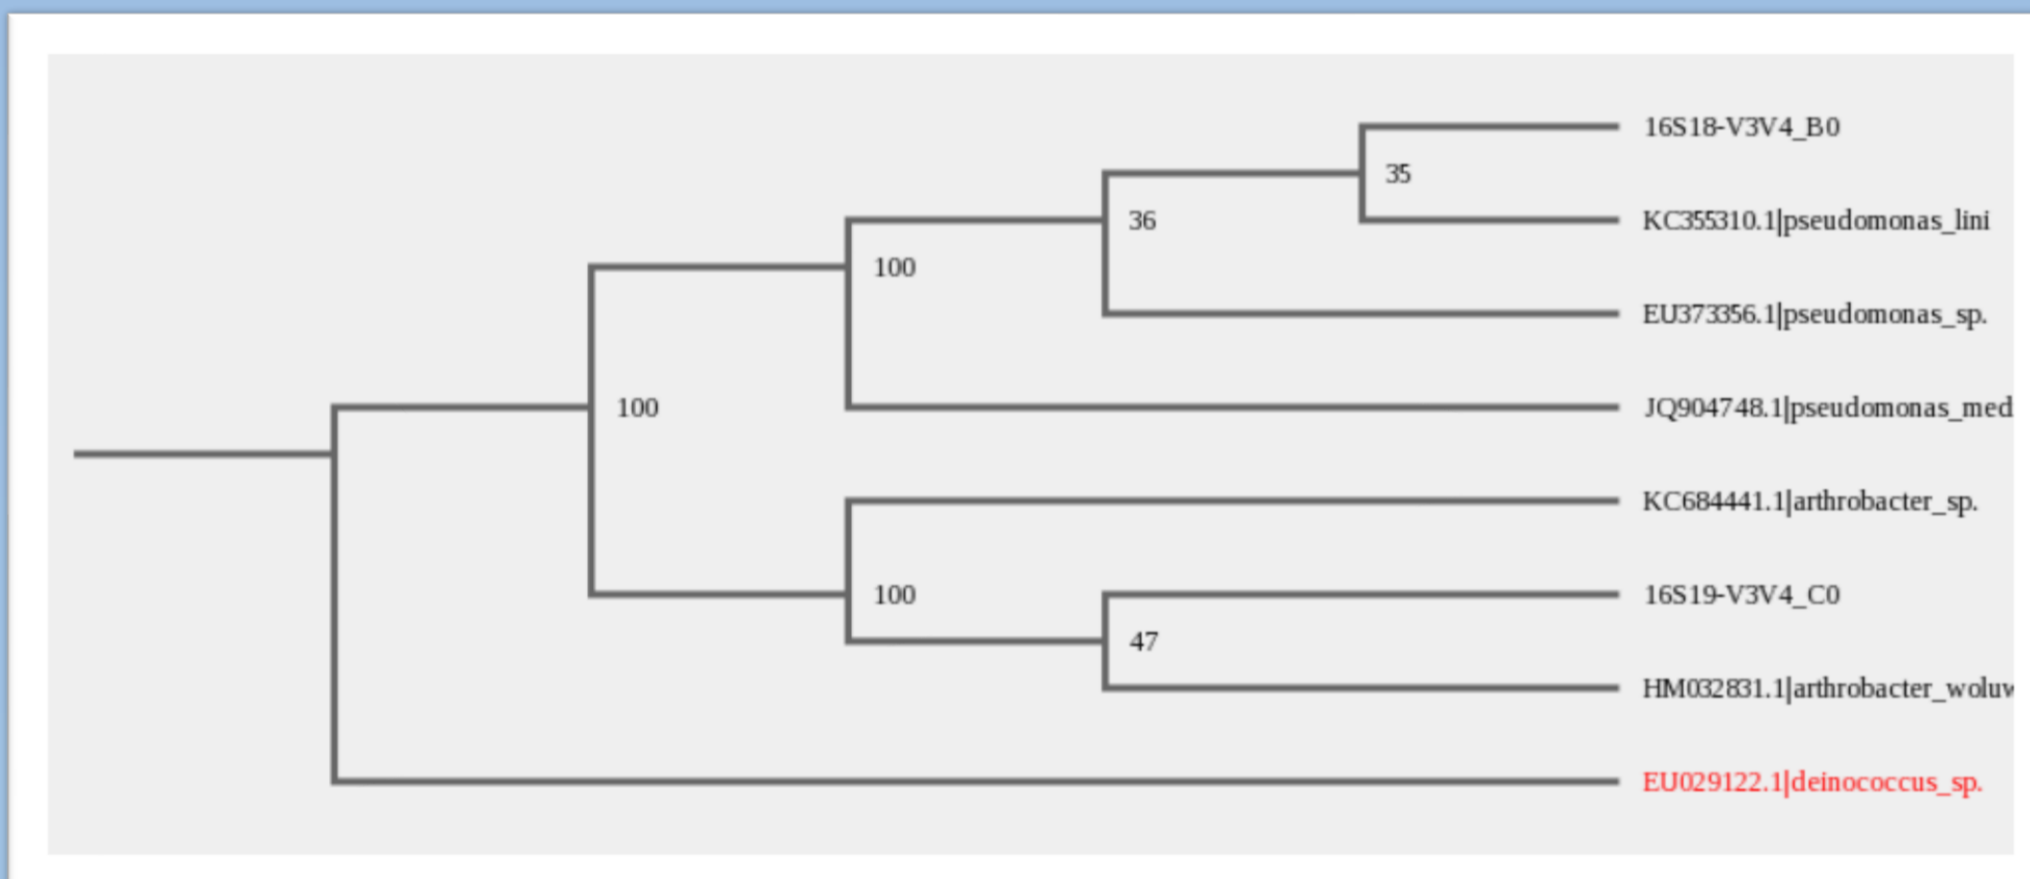 16S18-V3V4_B0
35
KC355310.1|pseudomonas_lini
36
100
EU373356.1|pseudomonas_sp.
100
JQ904748.1|pseudomonas_med
KC684441.1|arthrobacter_sp.
100
16S19-V3V4_C0
47
HM032831.1|arthrobacter_woluw
EU029122.1|deinococcus_sp.